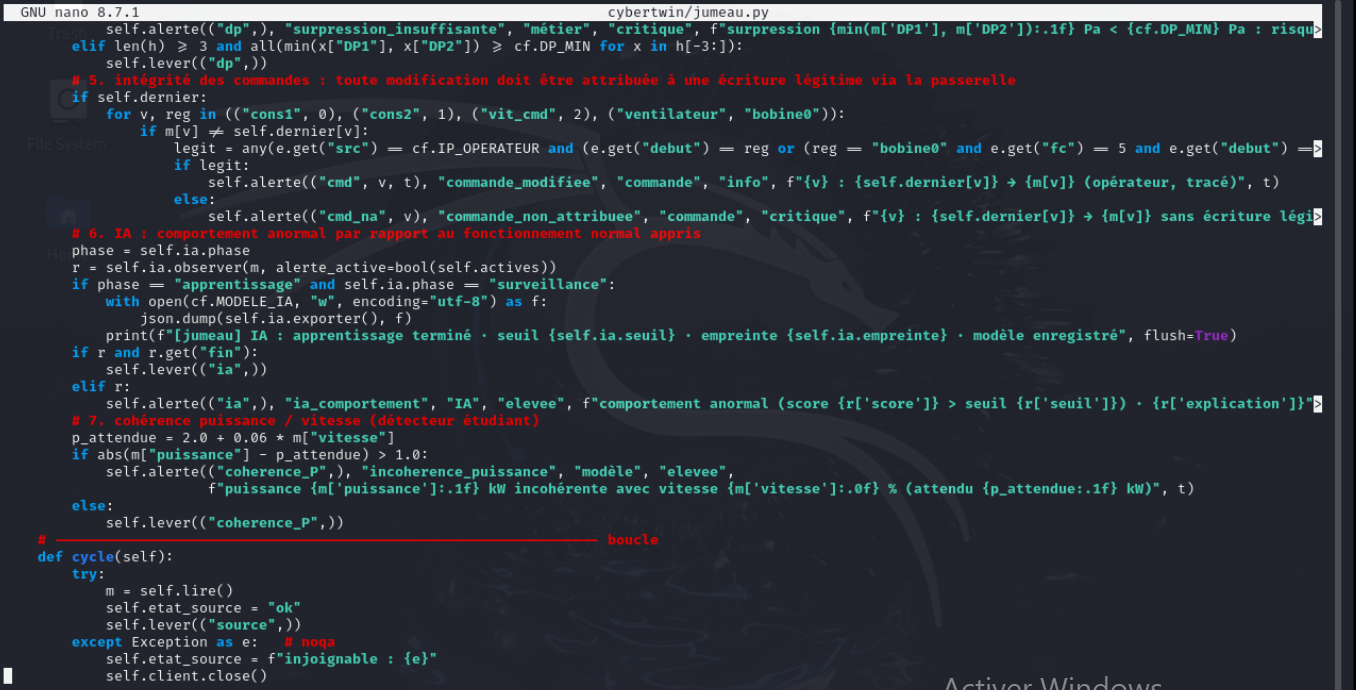 GNU nano 8.7.1 cybertwin/jumeau.py
self.alerte(("dp",), "surpression_insuffisante", "métier", "critique", f"surpression {min(m['DP1'], m['DP2']):.1f} Pa < {cf.DP_MIN} Pa : risqu>
elif len(h) >= 3 and all(min(x["DP1"], x["DP2"]) >= cf.DP_MIN for x in h[-3:]):
self.lever(("dp",))
# 5. intégrité des commandes : toute modification doit être attribuée à une écriture légitime via la passerelle
if self.dernier:
for v, reg in (("cons1", 0), ("cons2", 1), ("vit_cmd", 2), ("ventilateur", "bobine0")):
if m[v] != self.dernier[v]:
legit = any(e.get("src") == cf.IP_OPERATEUR and (e.get("debut") == reg or (reg == "bobine0" and e.get("fc") == 5 and e.get("debut") ==>
if legit:
self.alerte(("cmd", v, t), "commande_modifiee", "commande", "info", f"{v} : {self.dernier[v]} → {m[v]} (opérateur, tracé)", t)
else:
self.alerte(("cmd_na", v), "commande_non_attribuee", "commande", "critique", f"{v} : {self.dernier[v]} → {m[v]} sans écriture légi>
# 6. IA : comportement anormal par rapport au fonctionnement normal appris
phase = self.ia.phase
r = self.ia.observer(m, alerte_active=bool(self.actives))
if phase == "apprentissage" and self.ia.phase == "surveillance":
with open(cf.MODELE_IA, "w", encoding="utf-8") as f:
json.dump(self.ia.exporter(), f)
print(f"[jumeau] IA : apprentissage terminé · seuil {self.ia.seuil} · empreinte {self.ia.empreinte} · modèle enregistré", flush=True)
if r and r.get("fin"):
self.lever(("ia",))
elif r:
self.alerte(("ia",), "ia_comportement", "IA", "elevee", f"comportement anormal (score {r['score']} > seuil {r['seuil']}) · {r['explication']}">
# 7. cohérence puissance / vitesse (détecteur étudiant)
p_attendue = 2.0 + 0.06 * m["vitesse"]
if abs(m["puissance"] - p_attendue) > 1.0:
self.alerte(("coherence_P",), "incoherence_puissance", "modèle", "elevee",
f"puissance {m['puissance']:.1f} kW incohérente avec vitesse {m['vitesse']:.0f} % (attendu {p_attendue:.1f} kW)", t)
else:
self.lever(("coherence_P",))
# ──────────────────────────────── boucle
def cycle(self):
try:
m = self.lire()
self.etat_source = "ok"
self.lever(("source",))
except Exception as e: # noqa
self.etat_source = f"injoignable : {e}"
self.client.close()
Trash
File System
Activer Windows